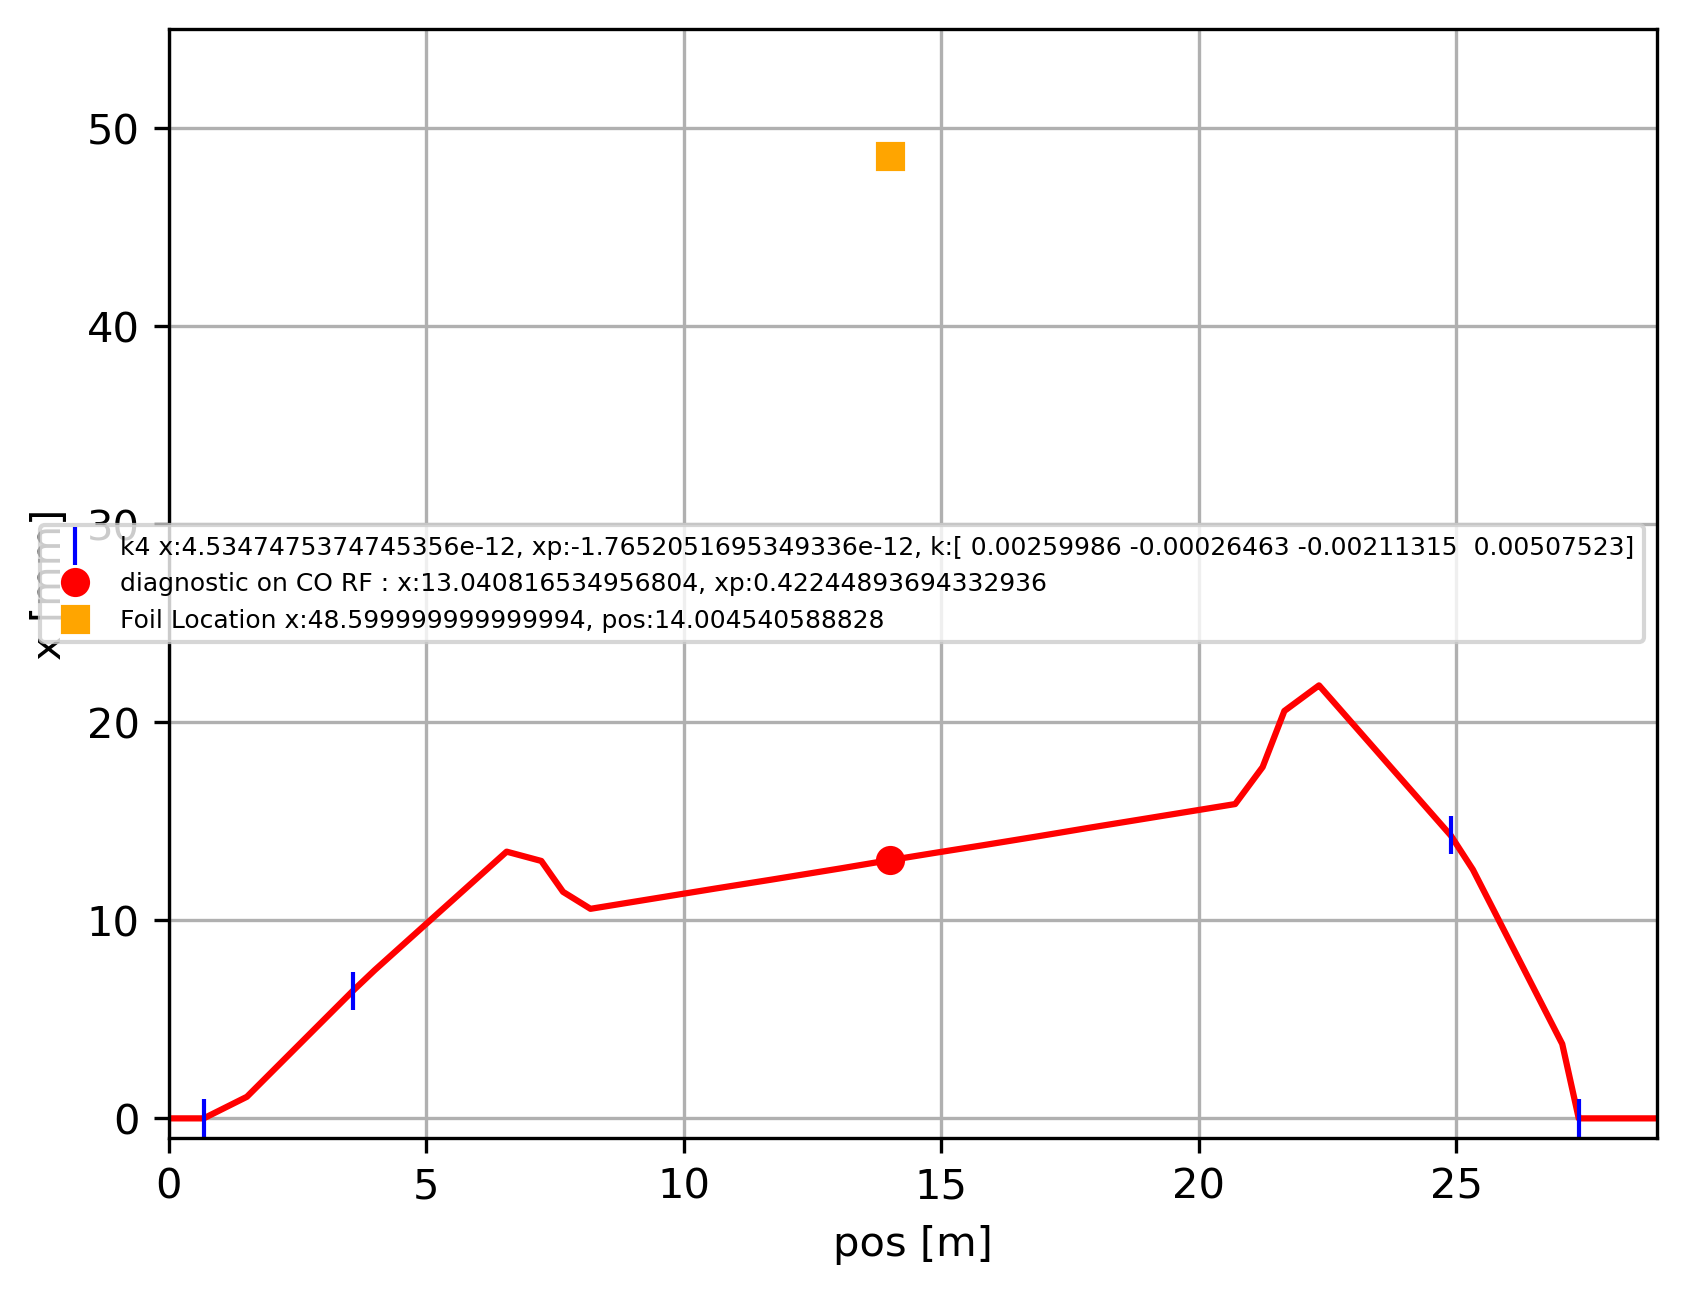 50
40
30
20
10
0
x [mm]
k4 x:4.5347475374745356e-12, xp:-1.7652051695349336e-12, k:[ 0.00259986 -0.00026463 -0.00211315  0.00507523]
diagnostic on CO RF : x:13.040816534956804, xp:0.42244893694332936
Foil Location x:48.599999999999994, pos:14.004540588828
0 5 10 15 20 25
pos [m]